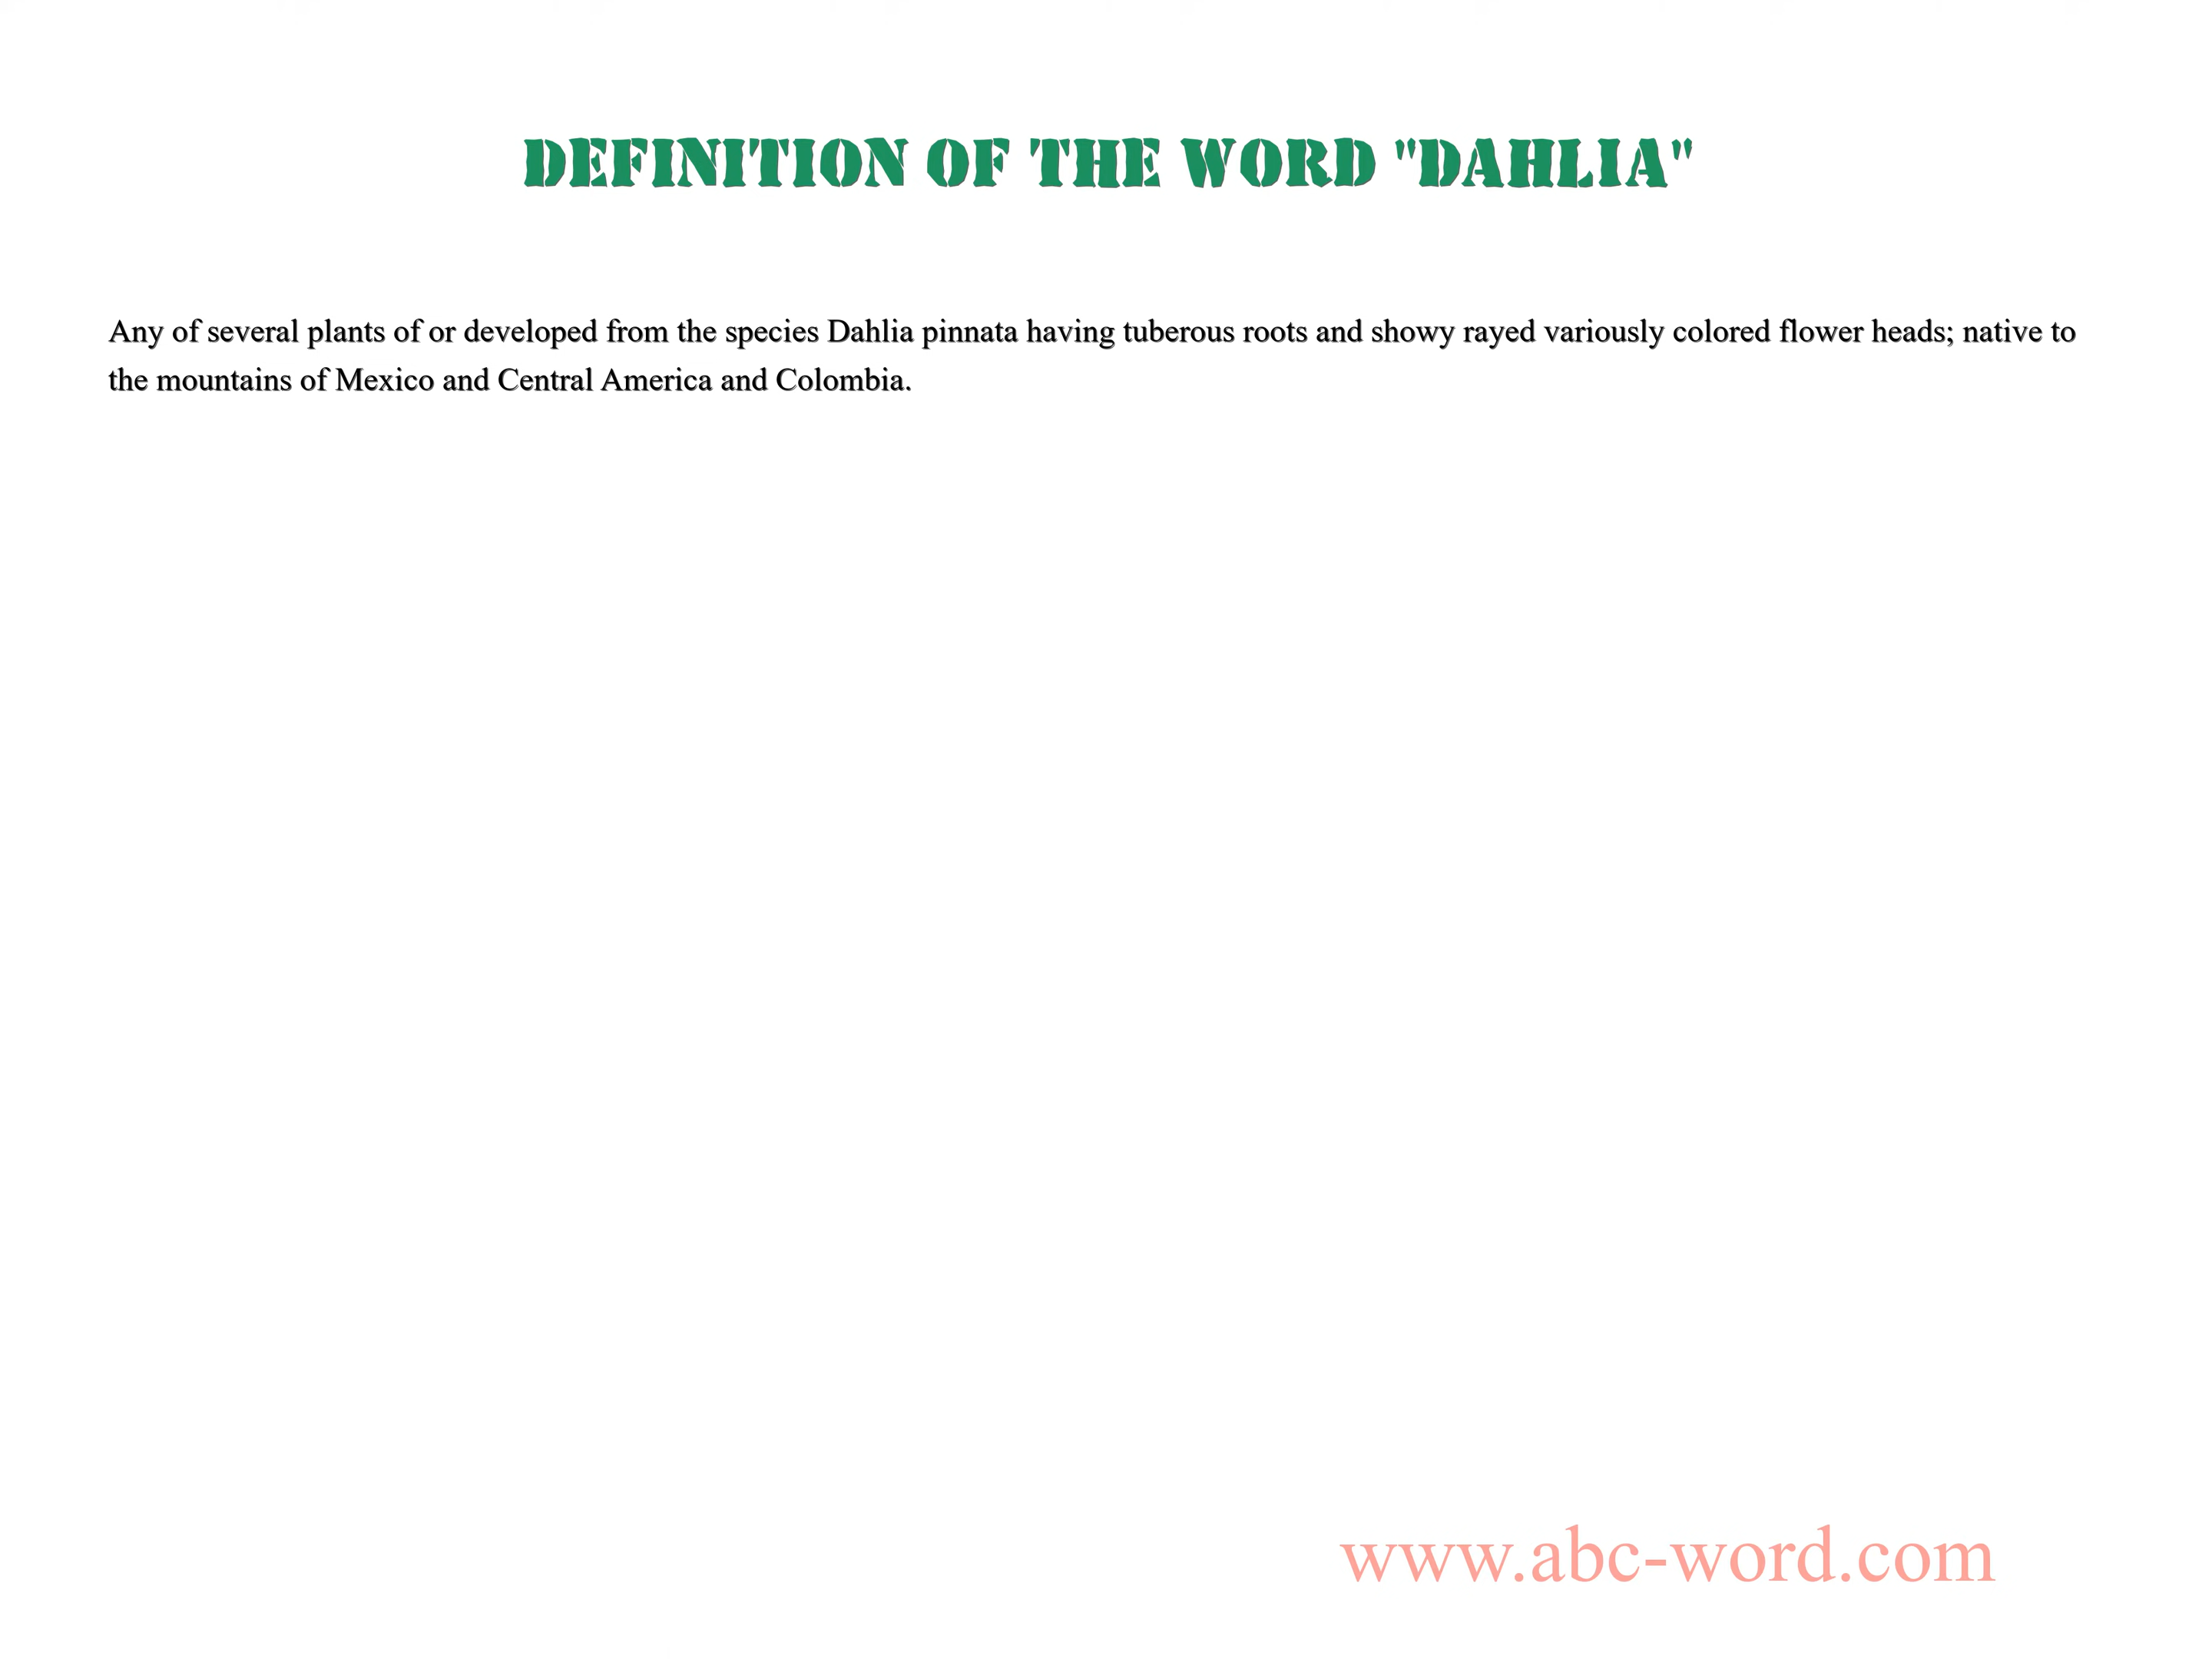 DEFINITION OF THE WORD "DAHLIA"
Any of several plants of or developed from the species Dahlia pinnata having tuberous roots and showy rayed variously colored flower heads; native to
the mountains of Mexico and Central America and Colombia.
www.abc-word.com